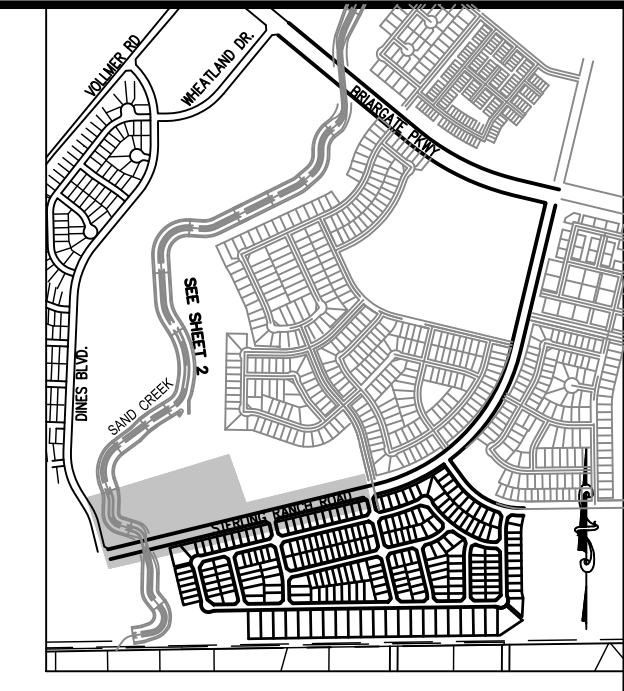 VOLLMER RD
WHEATLAND DR.
BRIARGATE PKWY
SEE SHEET 2
DINES BLVD.
SAND CREEK
STERLING RANCH ROAD